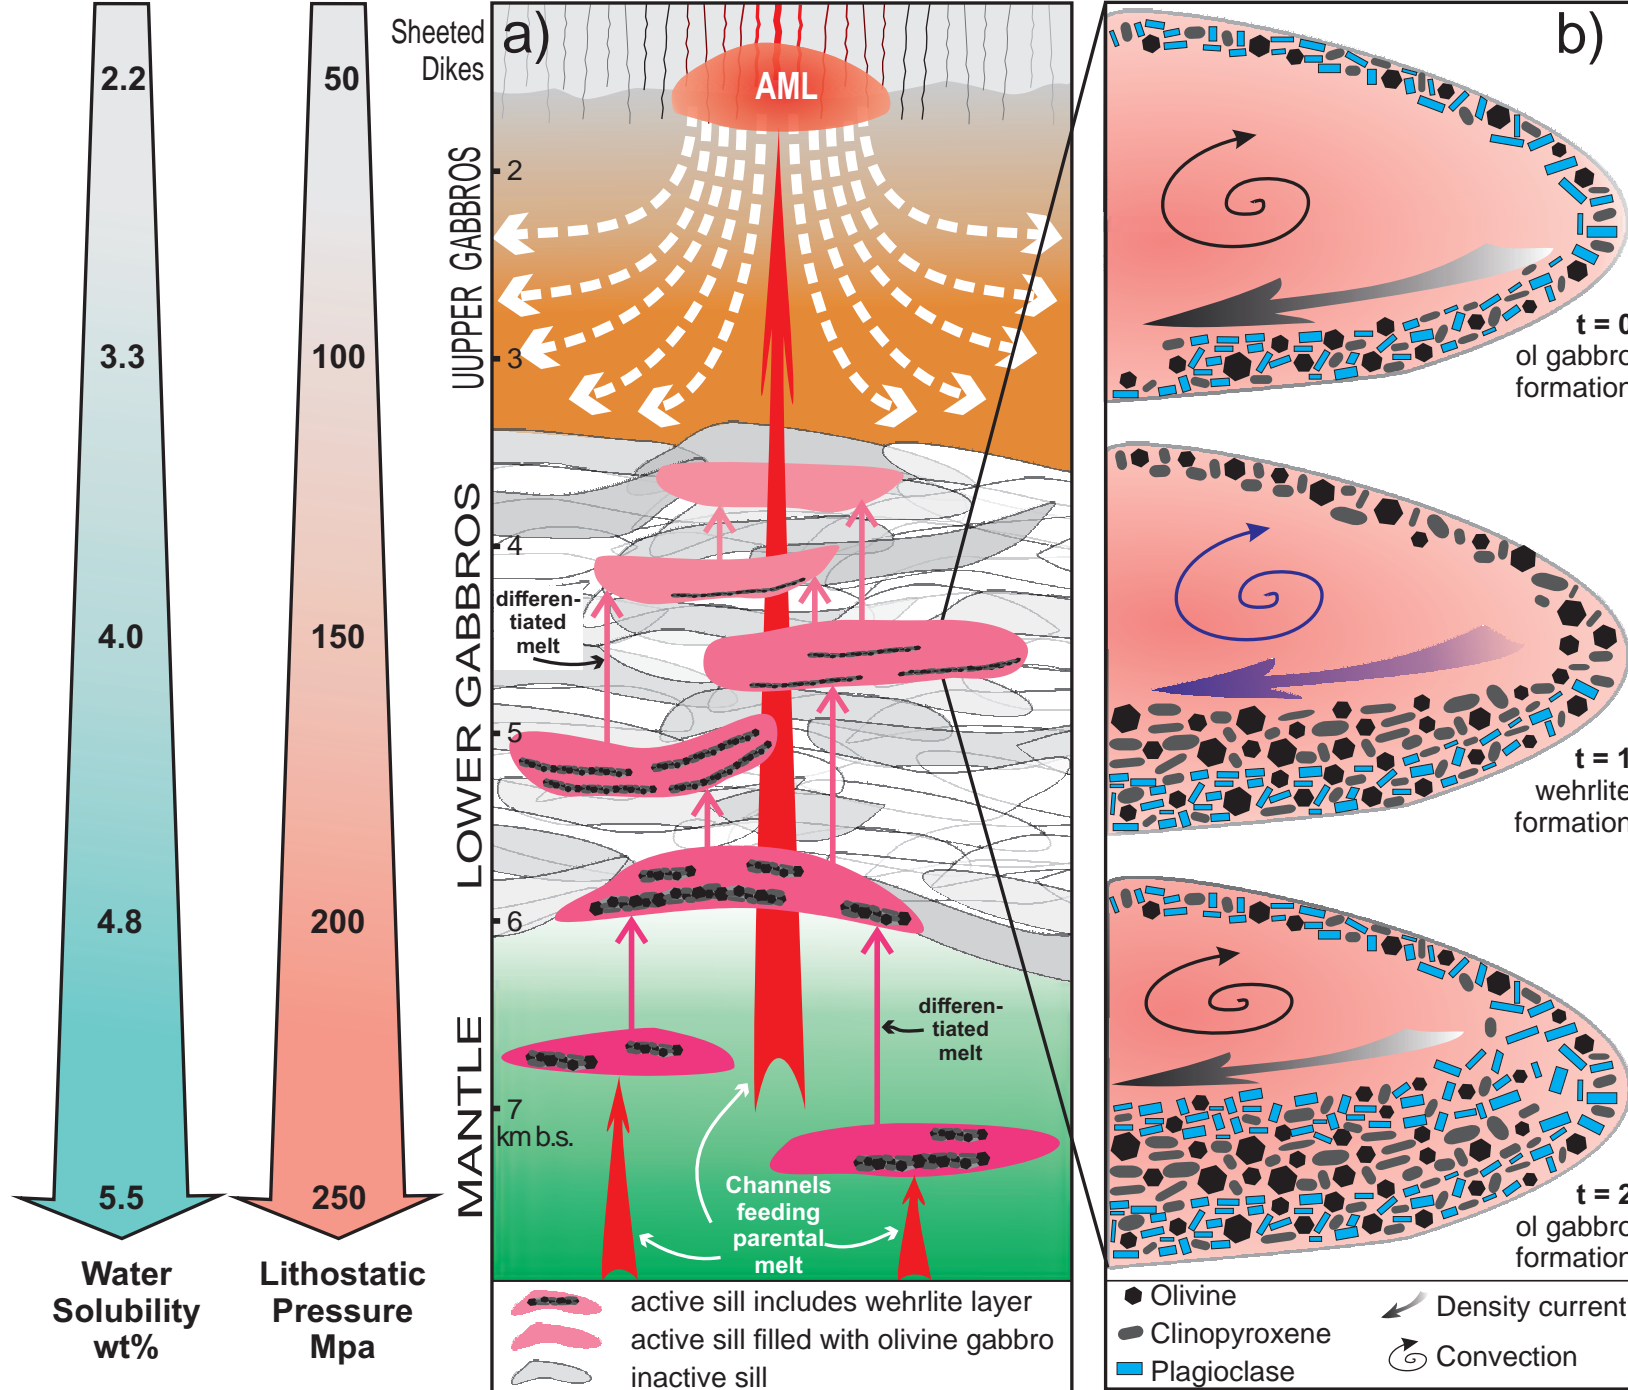 2.2
3.3
4.0
4.8
5.5
Water
Solubility
wt%
50
100
150
200
250
Lithostatic
Pressure
Mpa
Sheeted
Dikes
a)
AML
UUPPER GABBROS
LOWER GABBROS
MANTLE
2
3
4
5
6
7
km b.s.
differen-
tiated
melt
differen-
tiated
melt
Channels
feeding
parental
melt
active sill includes wehrlite layer
active sill filled with olivine gabbro
inactive sill
b)
t = 0
ol gabbro
formation
t = 1
wehrlite
formation
t = 2
ol gabbro
formation
Olivine
Clinopyroxene
Plagioclase
Density current
Convection